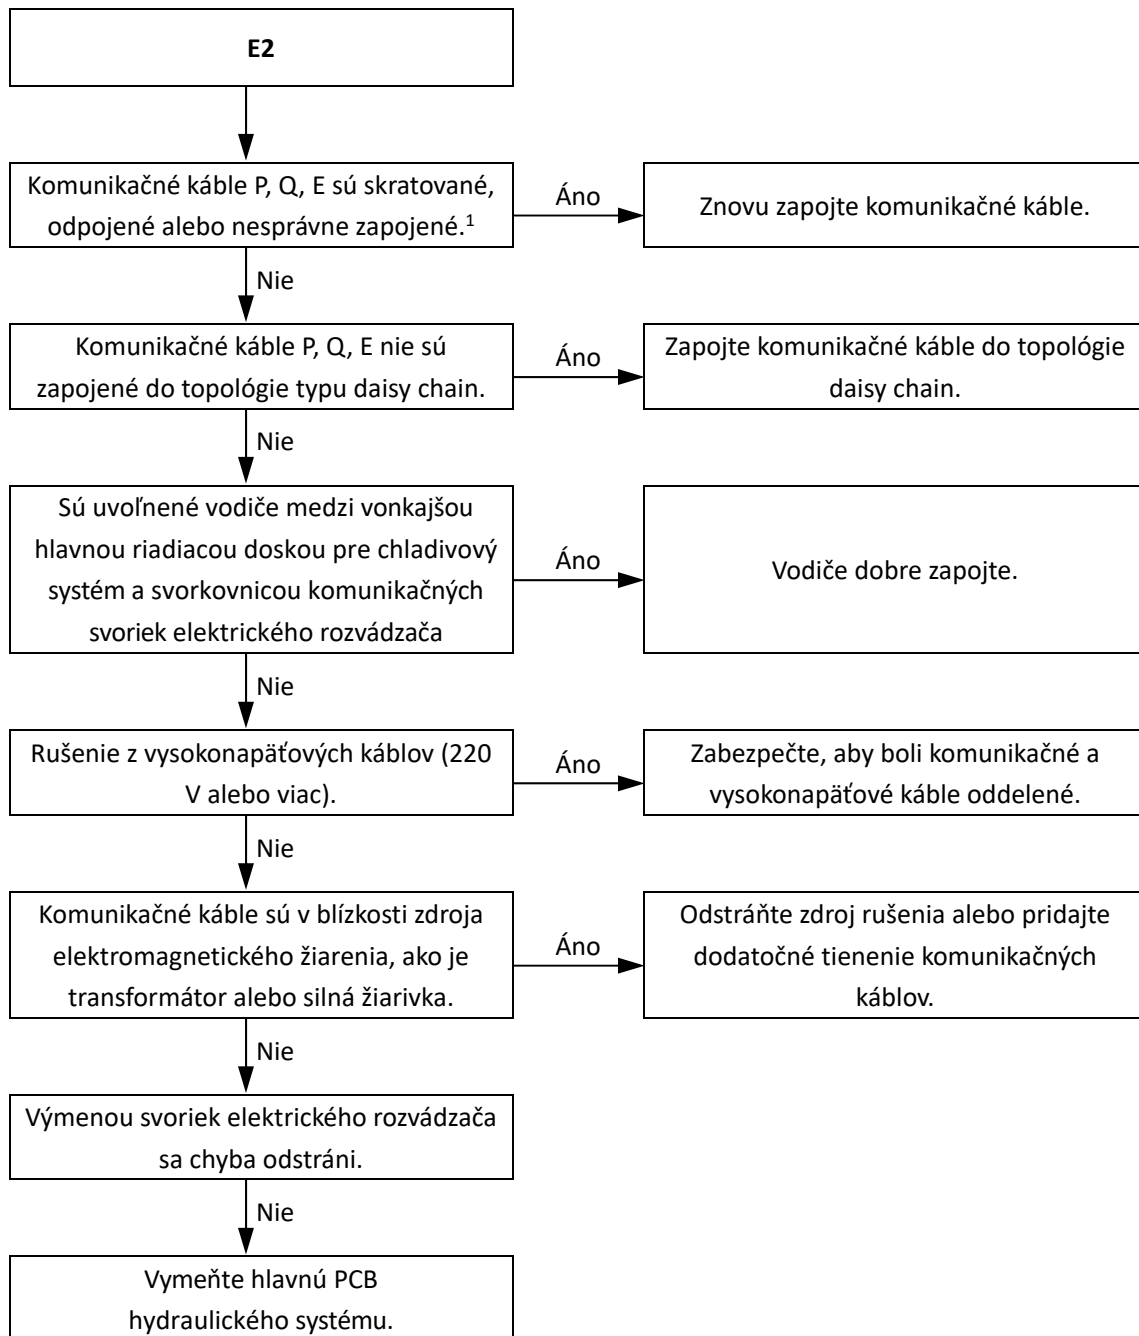 E2
Komunikačné káble P, Q, E sú skratované,
odpojené alebo nesprávne zapojené.¹
Áno
Znovu zapojte komunikačné káble.
Nie
Komunikačné káble P, Q, E nie sú
zapojené do topológie typu daisy chain.
Áno
Zapojte komunikačné káble do topológie
daisy chain.
Nie
Sú uvoľnené vodiče medzi vonkajšou
hlavnou riadiacou doskou pre chladivový
systém a svorkovnicou komunikačných
svoriek elektrického rozvádzača
Áno
Vodiče dobre zapojte.
Nie
Rušenie z vysokonapäťových káblov (220
V alebo viac).
Áno
Zabezpečte, aby boli komunikačné a
vysokonapäťové káble oddelené.
Nie
Komunikačné káble sú v blízkosti zdroja
elektromagnetického žiarenia, ako je
transformátor alebo silná žiarivka.
Áno
Odstráňte zdroj rušenia alebo pridajte
dodatočné tienenie komunikačných
káblov.
Nie
Výmenou svoriek elektrického rozvádzača
sa chyba odstráni.
Nie
Vymeňte hlavnú PCB
hydraulického systému.